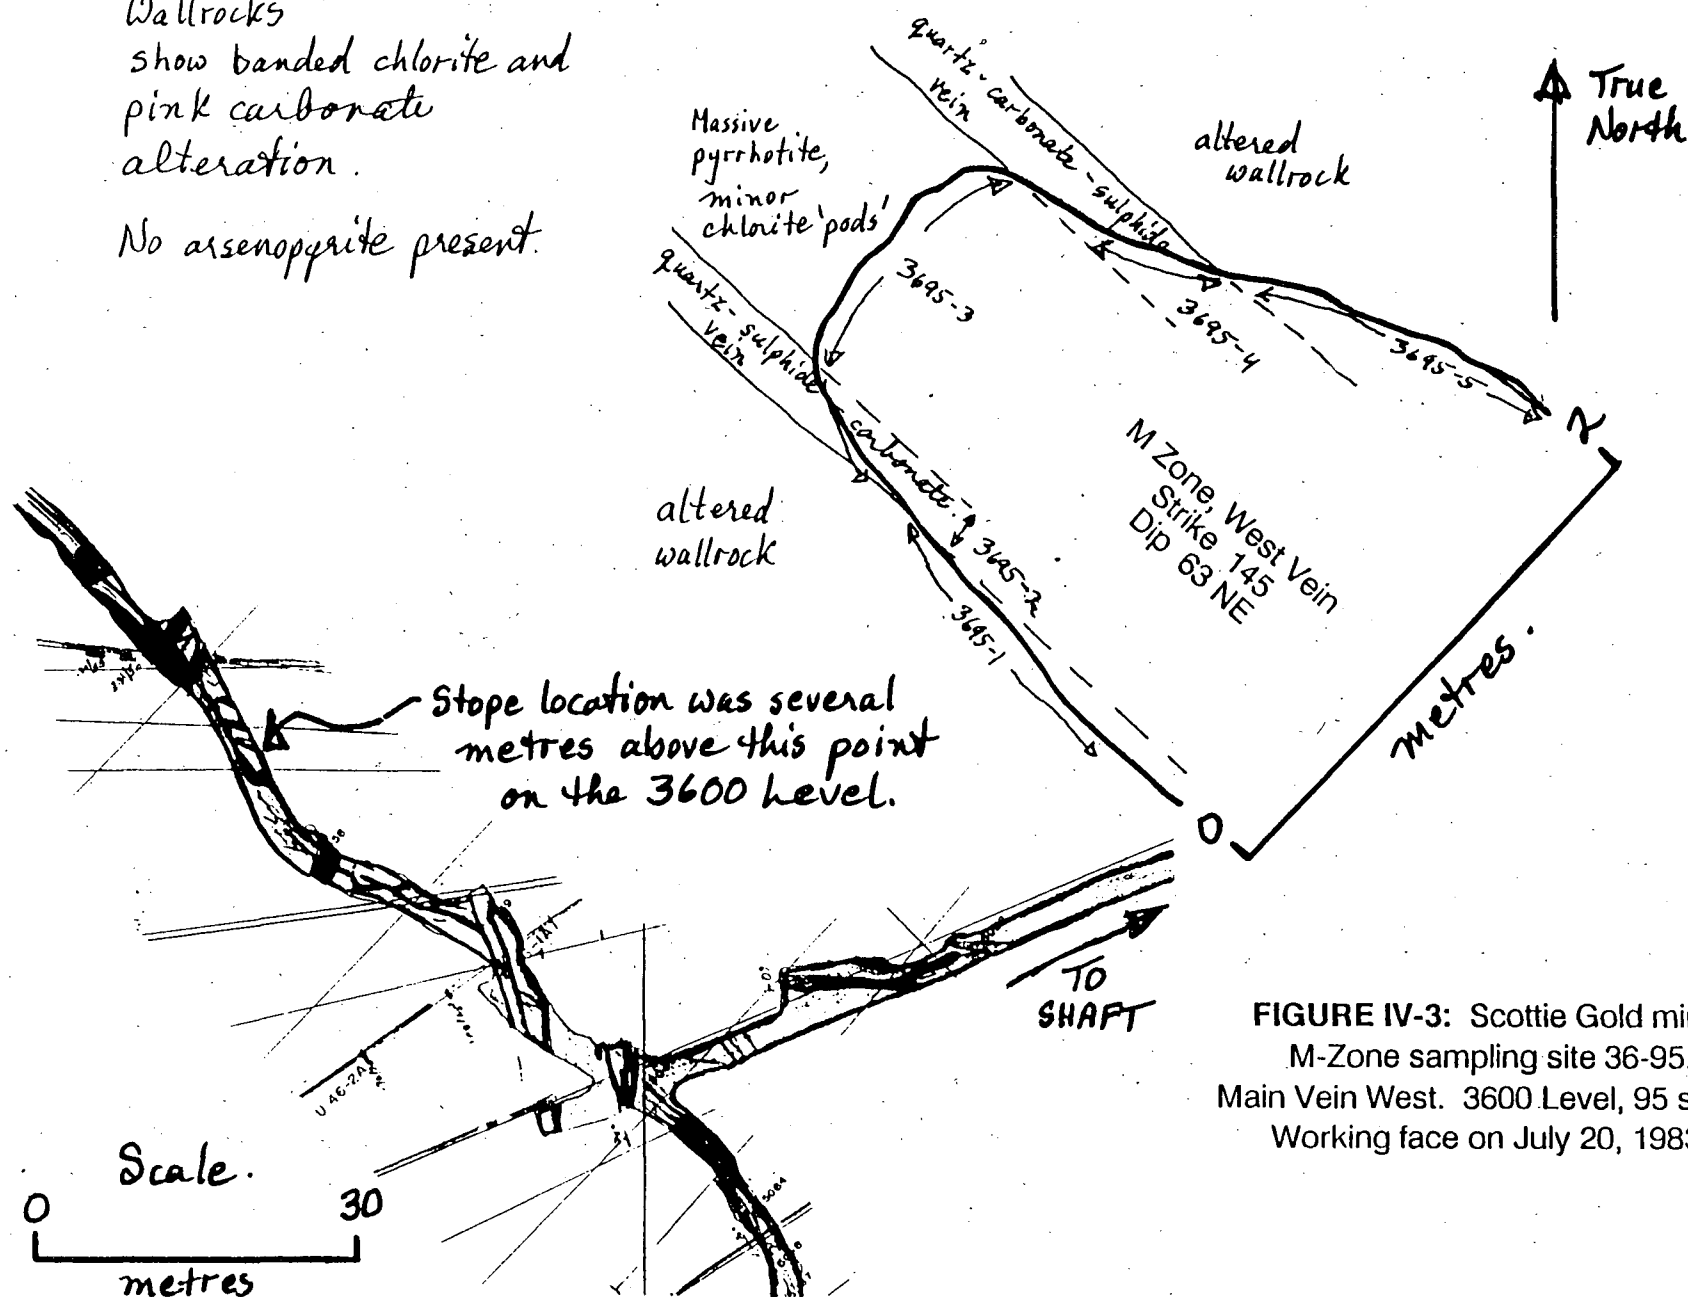 Wallrocks
show banded chlorite and
pink carbonate
alteration.
No arsenopyrite present.
Massive
pyrrhotite,
minor
chlorite 'pods'
quartz-carbonate-sulphide
vein
altered
wallrock
True
North
quartz-sulphide
vein
carbonate.
3695-3
3695-4
3695-5
3695-2
3695-1
altered
wallrock
M Zone, West Vein
Strike 145
Dip 63 NE
2
metres.
0
Stope location was several
metres above this point
on the 3600 Level.
TO
SHAFT
U 46-2A
Scale.
0 30
metres
FIGURE IV-3: Scottie Gold
M-Zone sampling site 36-95
Main Vein West. 3600 Level, 95
Working face on July 20,